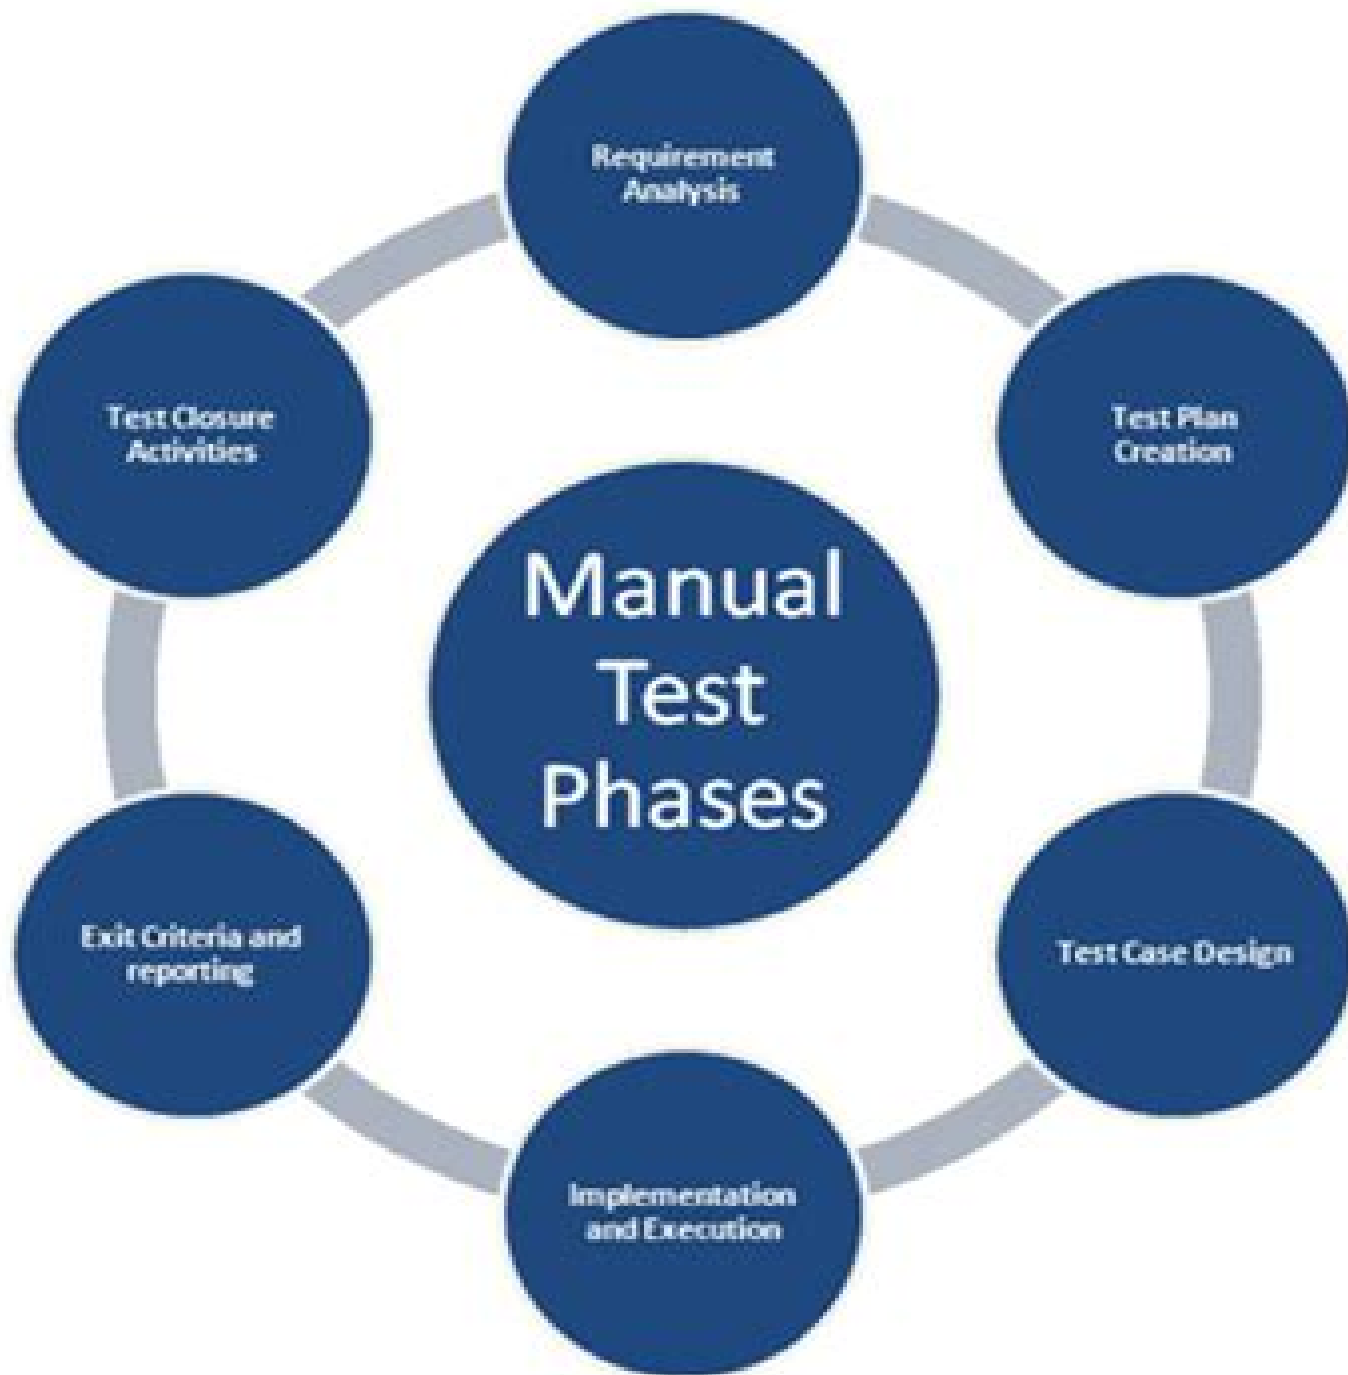 Requirement
Analysis
Test Plan
Creation
Test Case Design
Implementation
and Execution
Exit Criteria and
reporting
Test Closure
Activities
Manual
Test
Phases